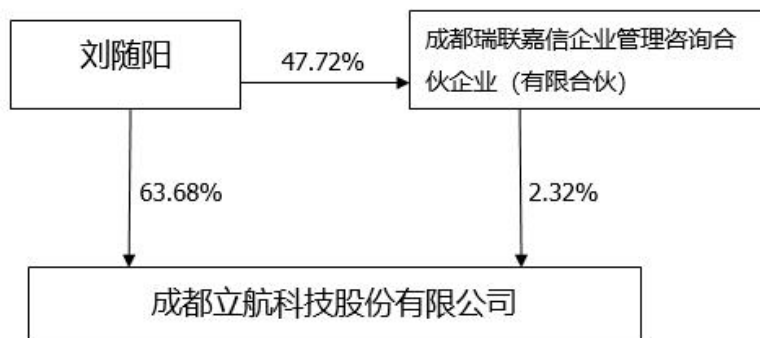 刘随阳
47.72%
成都瑞联嘉信企业管理咨询合
伙企业（有限合伙）
63.68%
2.32%
成都立航科技股份有限公司